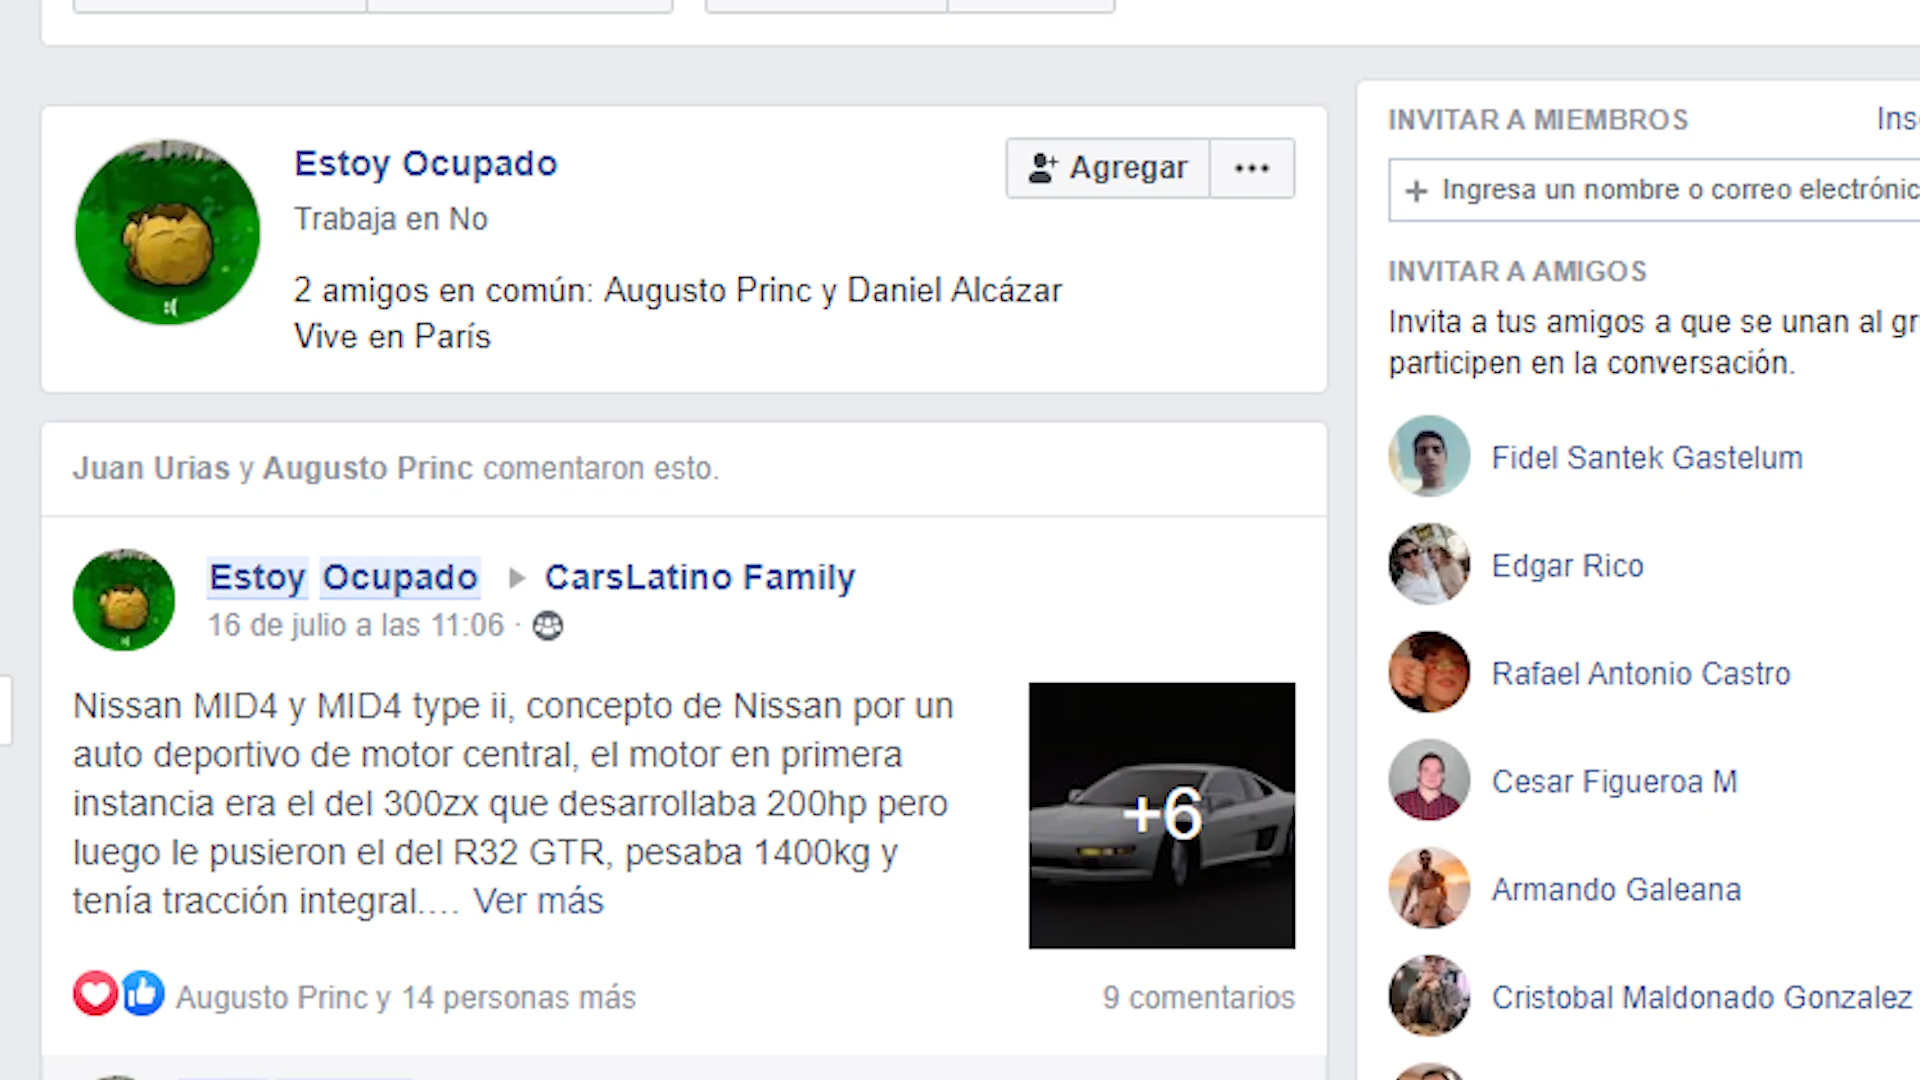 Estoy Ocupado
Agregar
Trabaja en No
2 amigos en común: Augusto Princ y Daniel Alcázar
Vive en París
:(
Juan Urias y Augusto Princ comentaron esto.
Estoy Ocupado CarsLatino Family
16 de julio a las 11:06 ·
Nissan MID4 y MID4 type ii, concepto de Nissan por un
auto deportivo de motor central, el motor en primera
instancia era el del 300zx que desarrollaba 200hp pero
luego le pusieron el del R32 GTR, pesaba 1400kg y
tenía tracción integral.... Ver más
+6
Augusto Princ y 14 personas más
9 comentarios
INVITAR A MIEMBROS
Ins
+ Ingresa un nombre o correo electrónic
INVITAR A AMIGOS
Invita a tus amigos a que se unan al gr
participen en la conversación.
Fidel Santek Gastelum
Edgar Rico
Rafael Antonio Castro
Cesar Figueroa M
Armando Galeana
Cristobal Maldonado Gonzalez